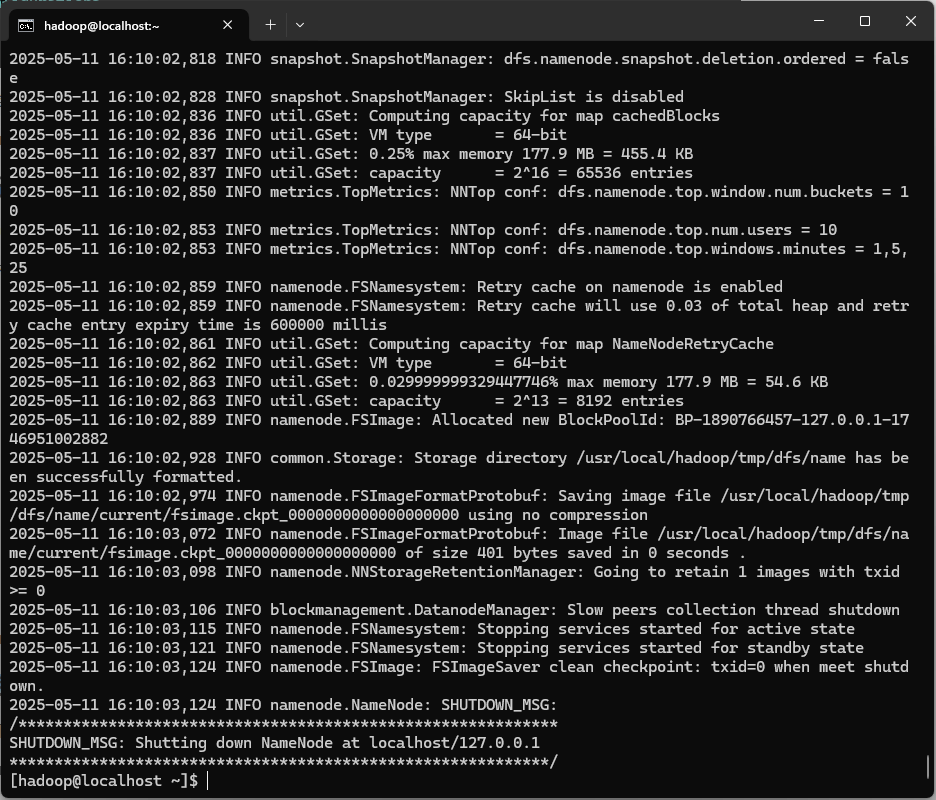 hadoop@localhost:~
2025-05-11 16:10:02,818 INFO snapshot.SnapshotManager: dfs.namenode.snapshot.deletion.ordered = fals
e
2025-05-11 16:10:02,828 INFO snapshot.SnapshotManager: SkipList is disabled
2025-05-11 16:10:02,836 INFO util.GSet: Computing capacity for map cachedBlocks
2025-05-11 16:10:02,836 INFO util.GSet: VM type       = 64-bit
2025-05-11 16:10:02,837 INFO util.GSet: 0.25% max memory 177.9 MB = 455.4 KB
2025-05-11 16:10:02,837 INFO util.GSet: capacity      = 2^16 = 65536 entries
2025-05-11 16:10:02,850 INFO metrics.TopMetrics: NNTop conf: dfs.namenode.top.window.num.buckets = 1
0
2025-05-11 16:10:02,853 INFO metrics.TopMetrics: NNTop conf: dfs.namenode.top.num.users = 10
2025-05-11 16:10:02,853 INFO metrics.TopMetrics: NNTop conf: dfs.namenode.top.windows.minutes = 1,5,
25
2025-05-11 16:10:02,859 INFO namenode.FSNamesystem: Retry cache on namenode is enabled
2025-05-11 16:10:02,859 INFO namenode.FSNamesystem: Retry cache will use 0.03 of total heap and retr
y cache entry expiry time is 600000 millis
2025-05-11 16:10:02,861 INFO util.GSet: Computing capacity for map NameNodeRetryCache
2025-05-11 16:10:02,862 INFO util.GSet: VM type       = 64-bit
2025-05-11 16:10:02,863 INFO util.GSet: 0.029999999329447746% max memory 177.9 MB = 54.6 KB
2025-05-11 16:10:02,863 INFO util.GSet: capacity      = 2^13 = 8192 entries
2025-05-11 16:10:02,889 INFO namenode.FSImage: Allocated new BlockPoolId: BP-1890766457-127.0.0.1-17
46951002882
2025-05-11 16:10:02,928 INFO common.Storage: Storage directory /usr/local/hadoop/tmp/dfs/name has be
en successfully formatted.
2025-05-11 16:10:02,974 INFO namenode.FSImageFormatProtobuf: Saving image file /usr/local/hadoop/tmp
/dfs/name/current/fsimage.ckpt_0000000000000000000 using no compression
2025-05-11 16:10:03,072 INFO namenode.FSImageFormatProtobuf: Image file /usr/local/hadoop/tmp/dfs/na
me/current/fsimage.ckpt_0000000000000000000 of size 401 bytes saved in 0 seconds .
2025-05-11 16:10:03,098 INFO namenode.NNStorageRetentionManager: Going to retain 1 images with txid
>= 0
2025-05-11 16:10:03,106 INFO blockmanagement.DatanodeManager: Slow peers collection thread shutdown
2025-05-11 16:10:03,115 INFO namenode.FSNamesystem: Stopping services started for active state
2025-05-11 16:10:03,121 INFO namenode.FSNamesystem: Stopping services started for standby state
2025-05-11 16:10:03,124 INFO namenode.FSImage: FSImageSaver clean checkpoint: txid=0 when meet shutd
own.
2025-05-11 16:10:03,124 INFO namenode.NameNode: SHUTDOWN_MSG:
/************************************************************
SHUTDOWN_MSG: Shutting down NameNode at localhost/127.0.0.1
************************************************************/
[hadoop@localhost ~]$